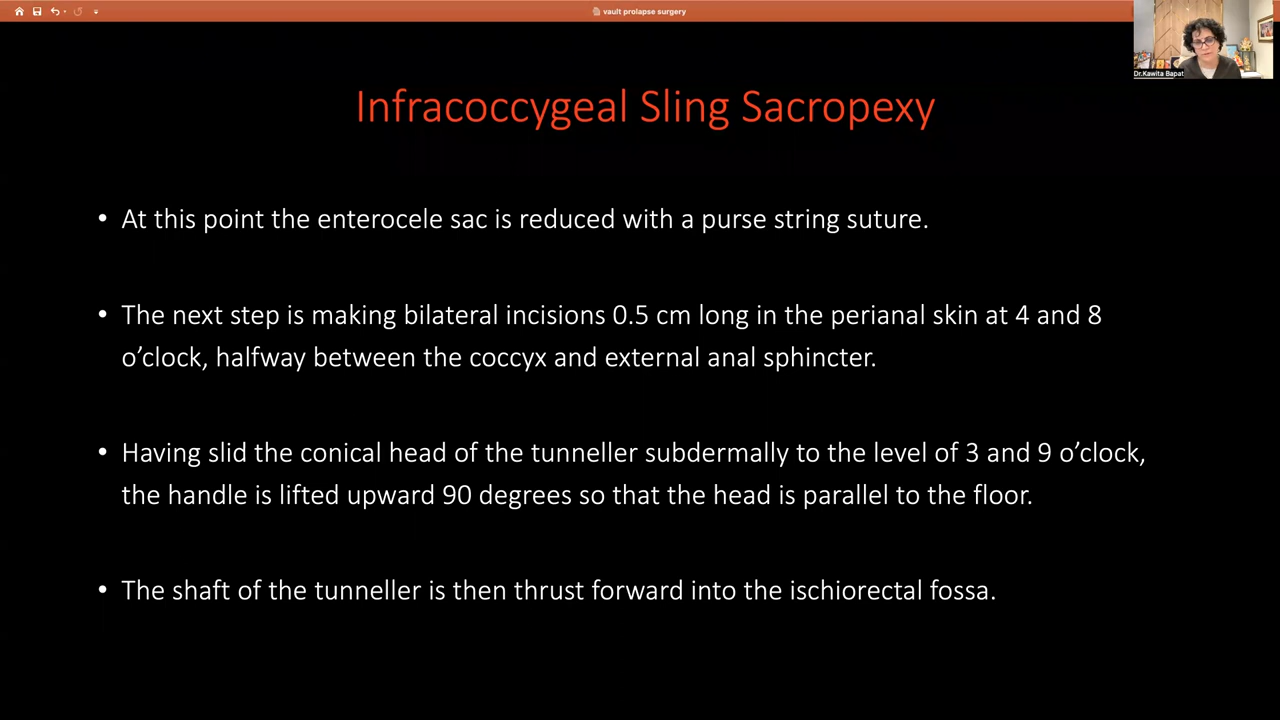 vault prolapse surgery
Dr.Kawita Bapat
Infracoccygeal Sling Sacropexy
• At this point the enterocele sac is reduced with a purse string suture.
• The next step is making bilateral incisions 0.5 cm long in the perianal skin at 4 and 8
o’clock, halfway between the coccyx and external anal sphincter.
• Having slid the conical head of the tunneller subdermally to the level of 3 and 9 o’clock,
the handle is lifted upward 90 degrees so that the head is parallel to the floor.
• The shaft of the tunneller is then thrust forward into the ischiorectal fossa.